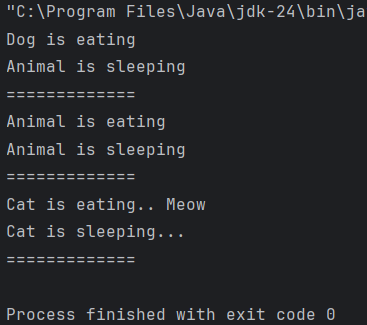 "C:\Program Files\Java\jdk-24\bin\ja
Dog is eating
Animal is sleeping
=============
Animal is eating
Animal is sleeping
=============
Cat is eating.. Meow
Cat is sleeping...
=============
Process finished with exit code 0